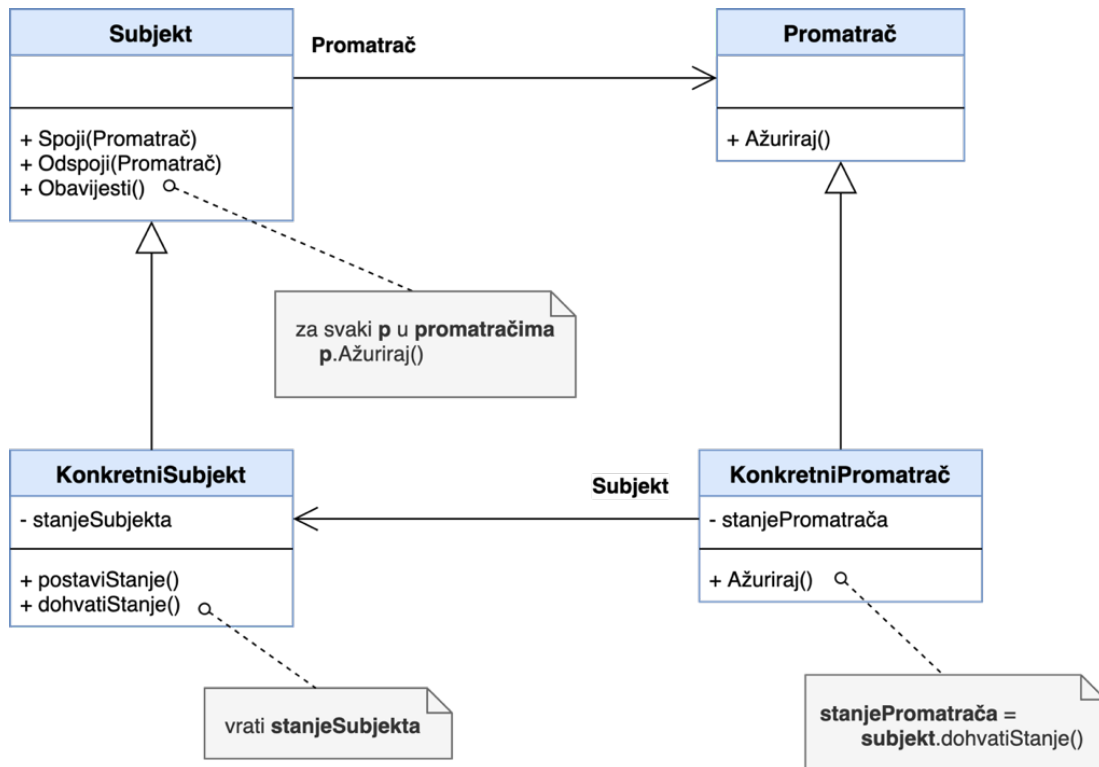 Subjekt
Promatrač
Promatrač
+ Spoji(Promatrač)
+ Odspoji(Promatrač)
+ Obavijesti()
+ Ažuriraj()
za svaki p u promatračima
p.Ažuriraj()
KonkretniSubjekt
Subjekt
KonkretniPromatrač
- stanjeSubjekta
- stanjePromatrača
+ postaviStanje()
+ dohvatiStanje()
+ Ažuriraj()
vrati stanjeSubjekta
stanjePromatrača =
subjekt.dohvatiStanje()